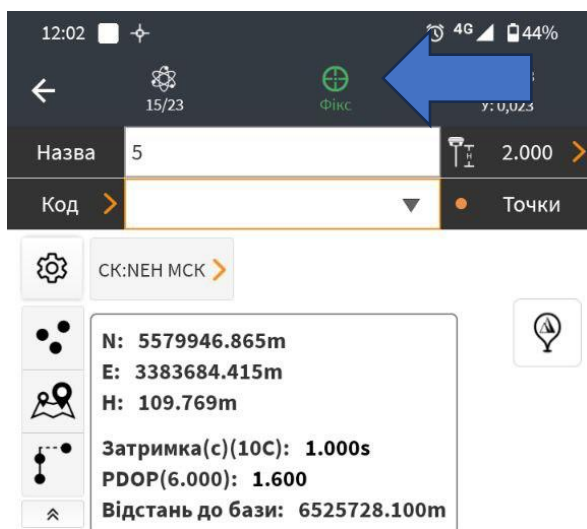 12:02 4G 44%
15/23 Фікс У: 0,023
Назва 5 2.000
Код Точки
СК:NEH МСК
N: 5579946.865m
E: 3383684.415m
H: 109.769m
Затримка(с)(10С): 1.000s
PDOP(6.000): 1.600
Відстань до бази: 6525728.100m